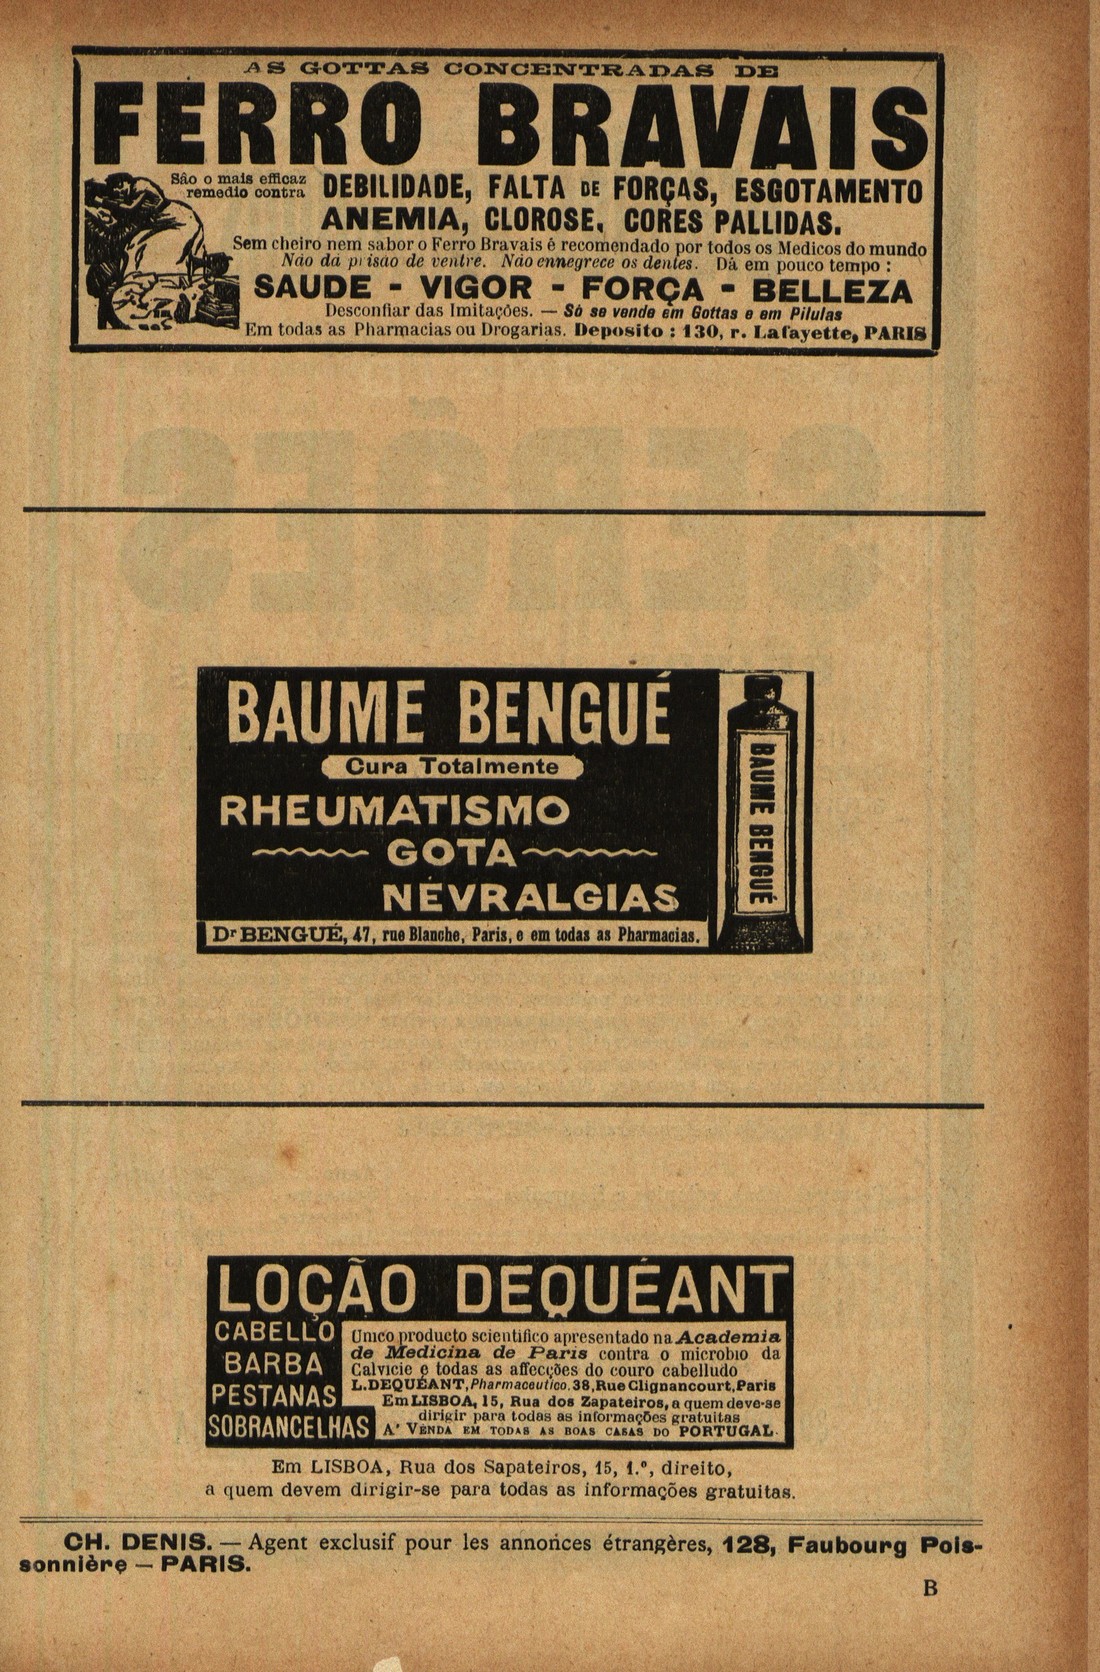 AS GOTTAS CONCENTRADAS DE
FERRO BRAVAIS
São o mais efficaz
remedio contra
DEBILIDADE, FALTA DE FORÇAS, ESGOTAMENTO
ANEMIA, CLOROSE, CORES PALLIDAS.
Sem cheiro nem sabor o Ferro Bravais é recomendado por todos os Medicos do mundo
Não dá prisão de ventre. Não ennegrece os dentes. Dá em pouco tempo :
SAUDE - VIGOR - FORÇA - BELLEZA
Desconfiar das Imitações. — Só se vende em Gottas e em Pilulas
Em todas as Pharmacias ou Drogarias. Deposito : 130, r. Lafayette, PARIS
BAUME BENGUÉ
Cura Totalmente
RHEUMATISMO
GOTA
NÉVRALGIAS
Dr BENGUÉ, 47, rue Blanche, Paris, e em todas as Pharmacias.
BAUME BENGUÉ
LOÇÃO DEQUÉANT
CABELLO
BARBA
PESTANAS
SOBRANCELHAS
Unico producto scientifico apresentado na Academia
de Medicina de Paris contra o microbio da
Calvicie e todas as affecções do couro cabelludo
L. DEQUÉANT, Pharmaceutico. 38, Rue Clignancourt, Paris
Em LISBOA, 15, Rua dos Zapateiros, a quem deve-se
dirigir para todas as informações gratuitas
A' VENDA EM TODAS AS BOAS CASAS DO PORTUGAL.
Em LISBOA, Rua dos Sapateiros, 15, 1.º, direito,
a quem devem dirigir-se para todas as informações gratuitas.
CH. DENIS. — Agent exclusif pour les annonces étrangères, 128, Faubourg Pois-
sonnière — PARIS.
B